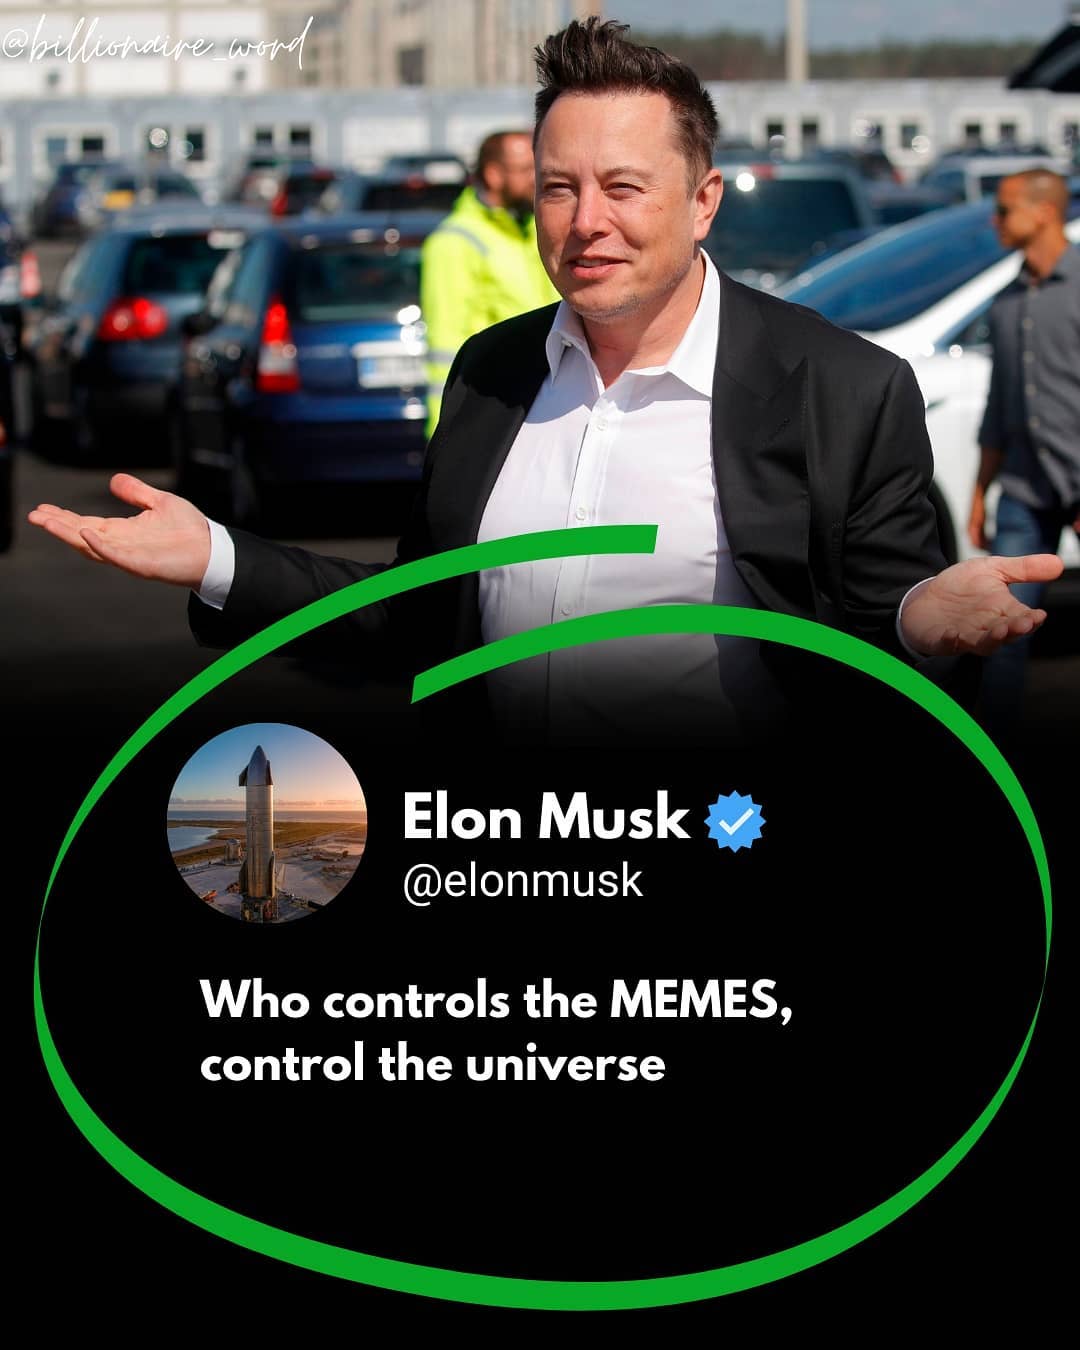 @billionaire_word
Elon Musk
@elonmusk
Who controls the MEMES,
control the universe